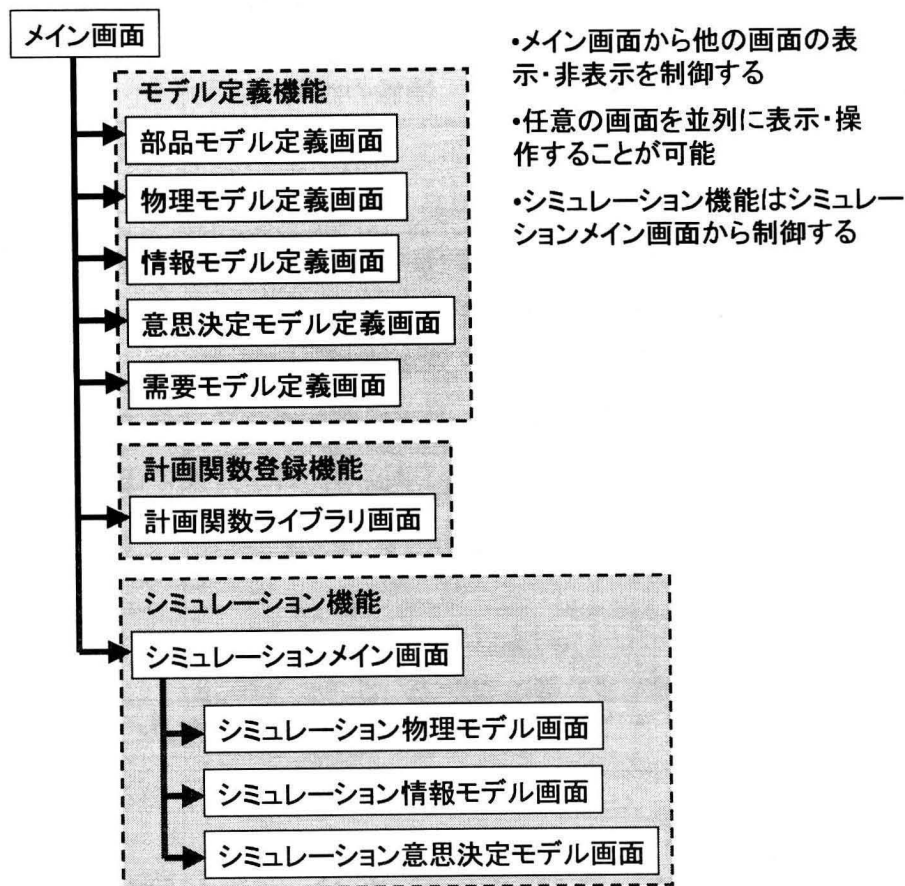 メイン画面
モデル定義機能
部品モデル定義画面
物理モデル定義画面
情報モデル定義画面
意思決定モデル定義画面
需要モデル定義画面
計画関数登録機能
計画関数ライブラリ画面
シミュレーション機能
シミュレーションメイン画面
シミュレーション物理モデル画面
シミュレーション情報モデル画面
シミュレーション意思決定モデル画面
•メイン画面から他の画面の表
示・非表示を制御する
•任意の画面を並列に表示・操
作することが可能
•シミュレーション機能はシミュレー
ションメイン画面から制御する